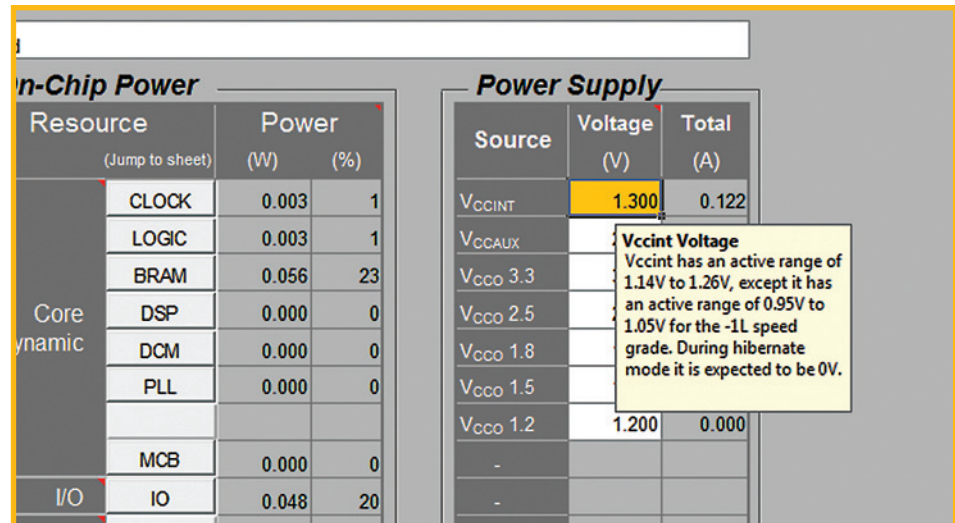 n-Chip Power
Power Supply
Resource Power
(Jump to sheet) (W) (%)
Source Voltage Total
(V) (A)
CLOCK 0.003 1
LOGIC 0.003 1
BRAM 0.056 23
Core DSP 0.000 0
ynamic DCM 0.000 0
PLL 0.000 0
MCB 0.000 0
I/O IO 0.048 20
VCCINT 1.300 0.122
VCCAUX
VCCO 3.3
VCCO 2.5
VCCO 1.8
VCCO 1.5
VCCO 1.2 1.200 0.000
-
-
Vccint Voltage
Vccint has an active range of
1.14V to 1.26V, except it has
an active range of 0.95V to
1.05V for the -1L speed
grade. During hibernate
mode it is expected to be 0V.